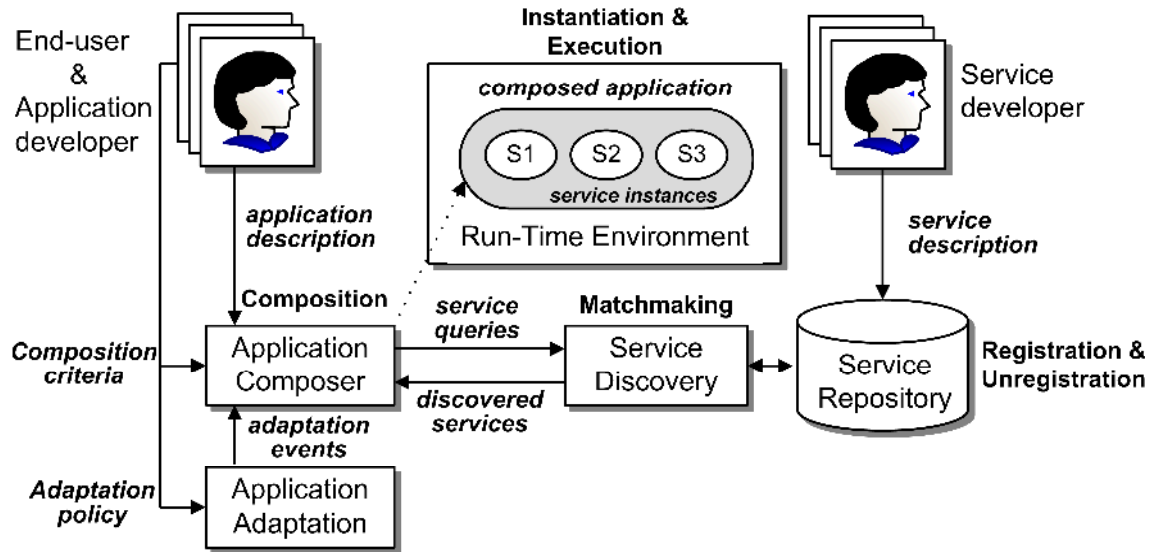 End-user
&
Application
developer
Instantiation &
Execution
composed application
S1 S2 S3
service instances
Run-Time Environment
Service
developer
application
description
service
description
Composition
service
queries
Matchmaking
Composition
criteria
Application
Composer
Service
Discovery
Service
Repository
Registration &
Unregistration
discovered
services
adaptation
events
Adaptation
policy
Application
Adaptation